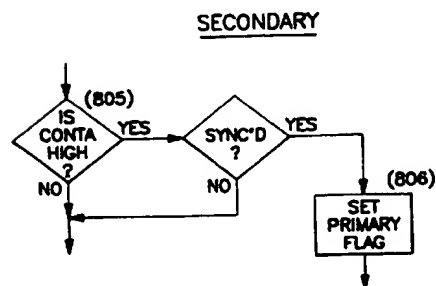 SECONDARY
(805)
IS
CONTA
HIGH
?
YES
NO
SYNC'D
?
YES
NO
(806)
SET
PRIMARY
FLAG